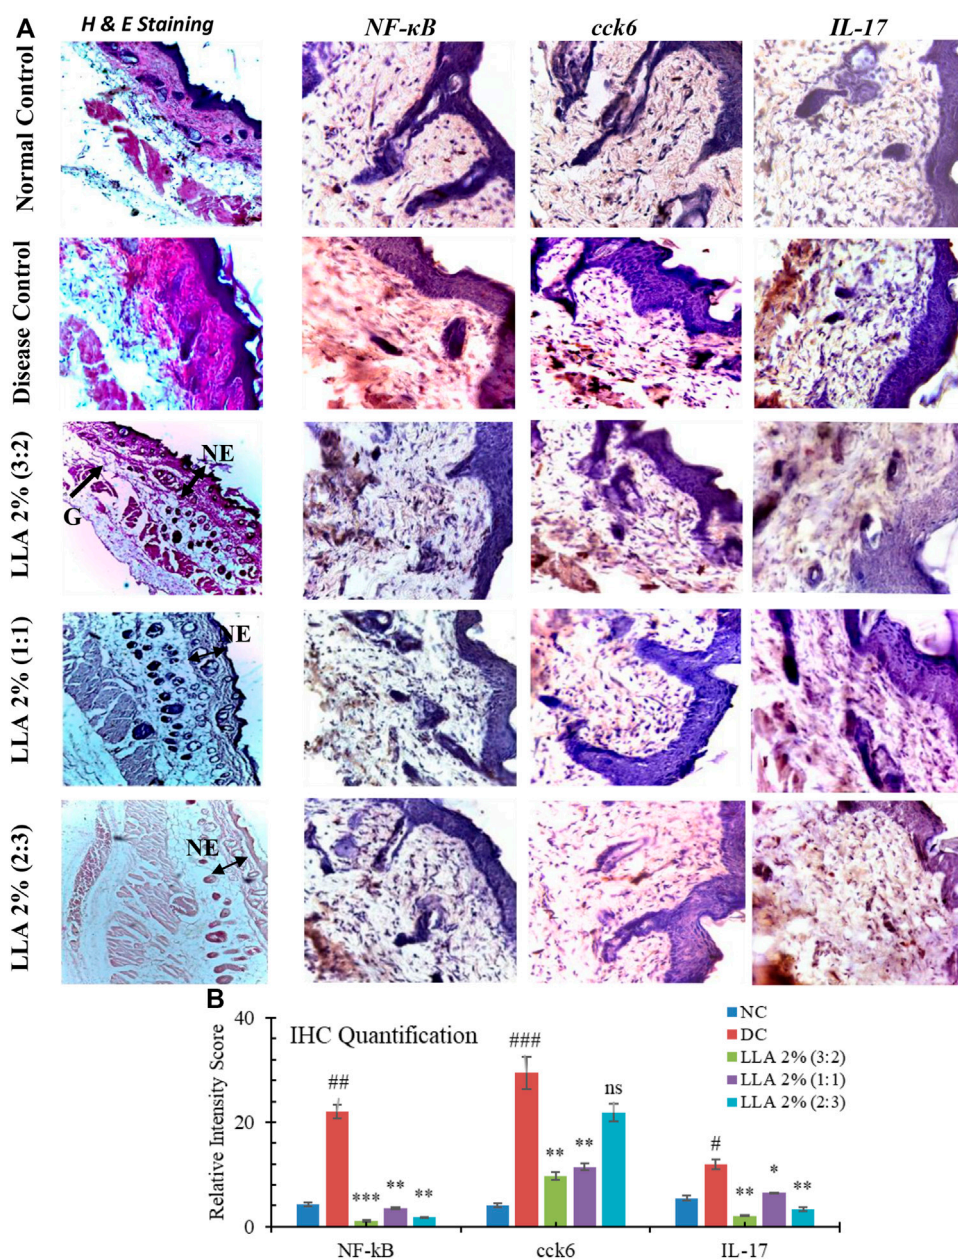 A
H & E Staining
NF-κB
cck6
IL-17
Normal Control
Disease Control
LLA 2% (3:2)
NE
G
LLA 2% (1:1)
NE
LLA 2% (2:3)
NE
B
IHC Quantification
Relative Intensity Score
40
20
0
##
***
**
**
###
**
**
ns
#
**
*
**
NF-kB
cck6
IL-17
NC
DC
LLA 2% (3:2)
LLA 2% (1:1)
LLA 2% (2:3)